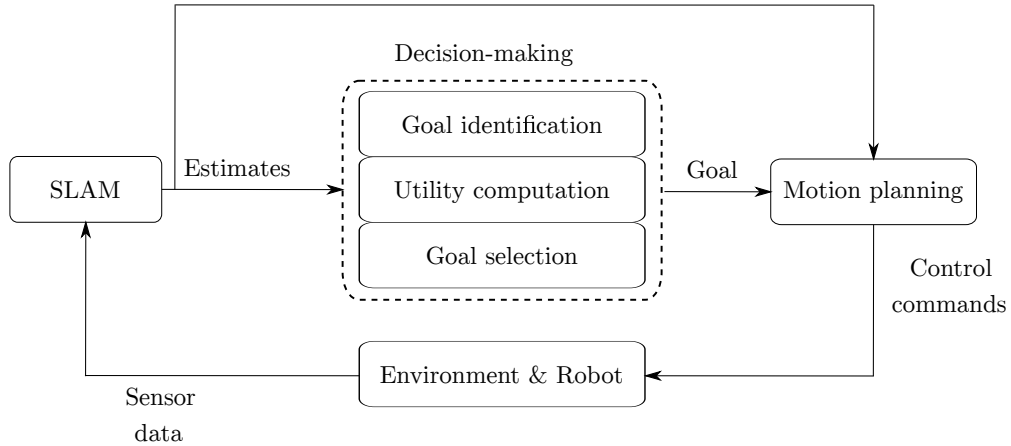 Decision-making
Goal identification
SLAM
Estimates
Utility computation
Goal
Motion planning
Goal selection
Control
commands
Environment & Robot
Sensor
data